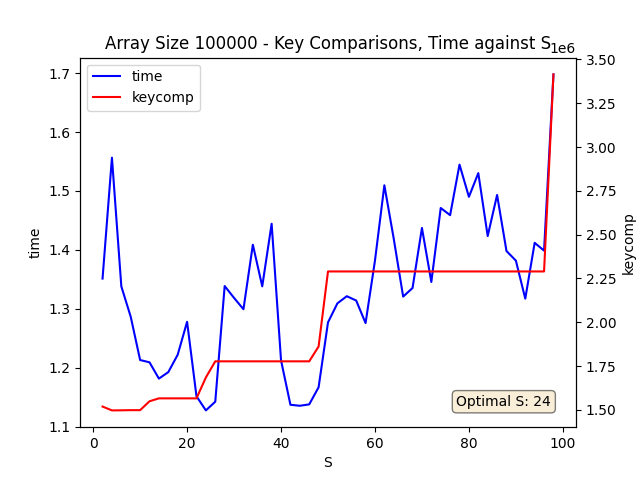 Array Size 100000 - Key Comparisons, Time against S
1e6
time
keycomp
1.7
1.6
1.5
1.4
1.3
1.2
1.1
time
3.50
3.25
3.00
2.75
2.50
2.25
2.00
1.75
1.50
keycomp
Optimal S: 24
0 20 40 60 80 100
S